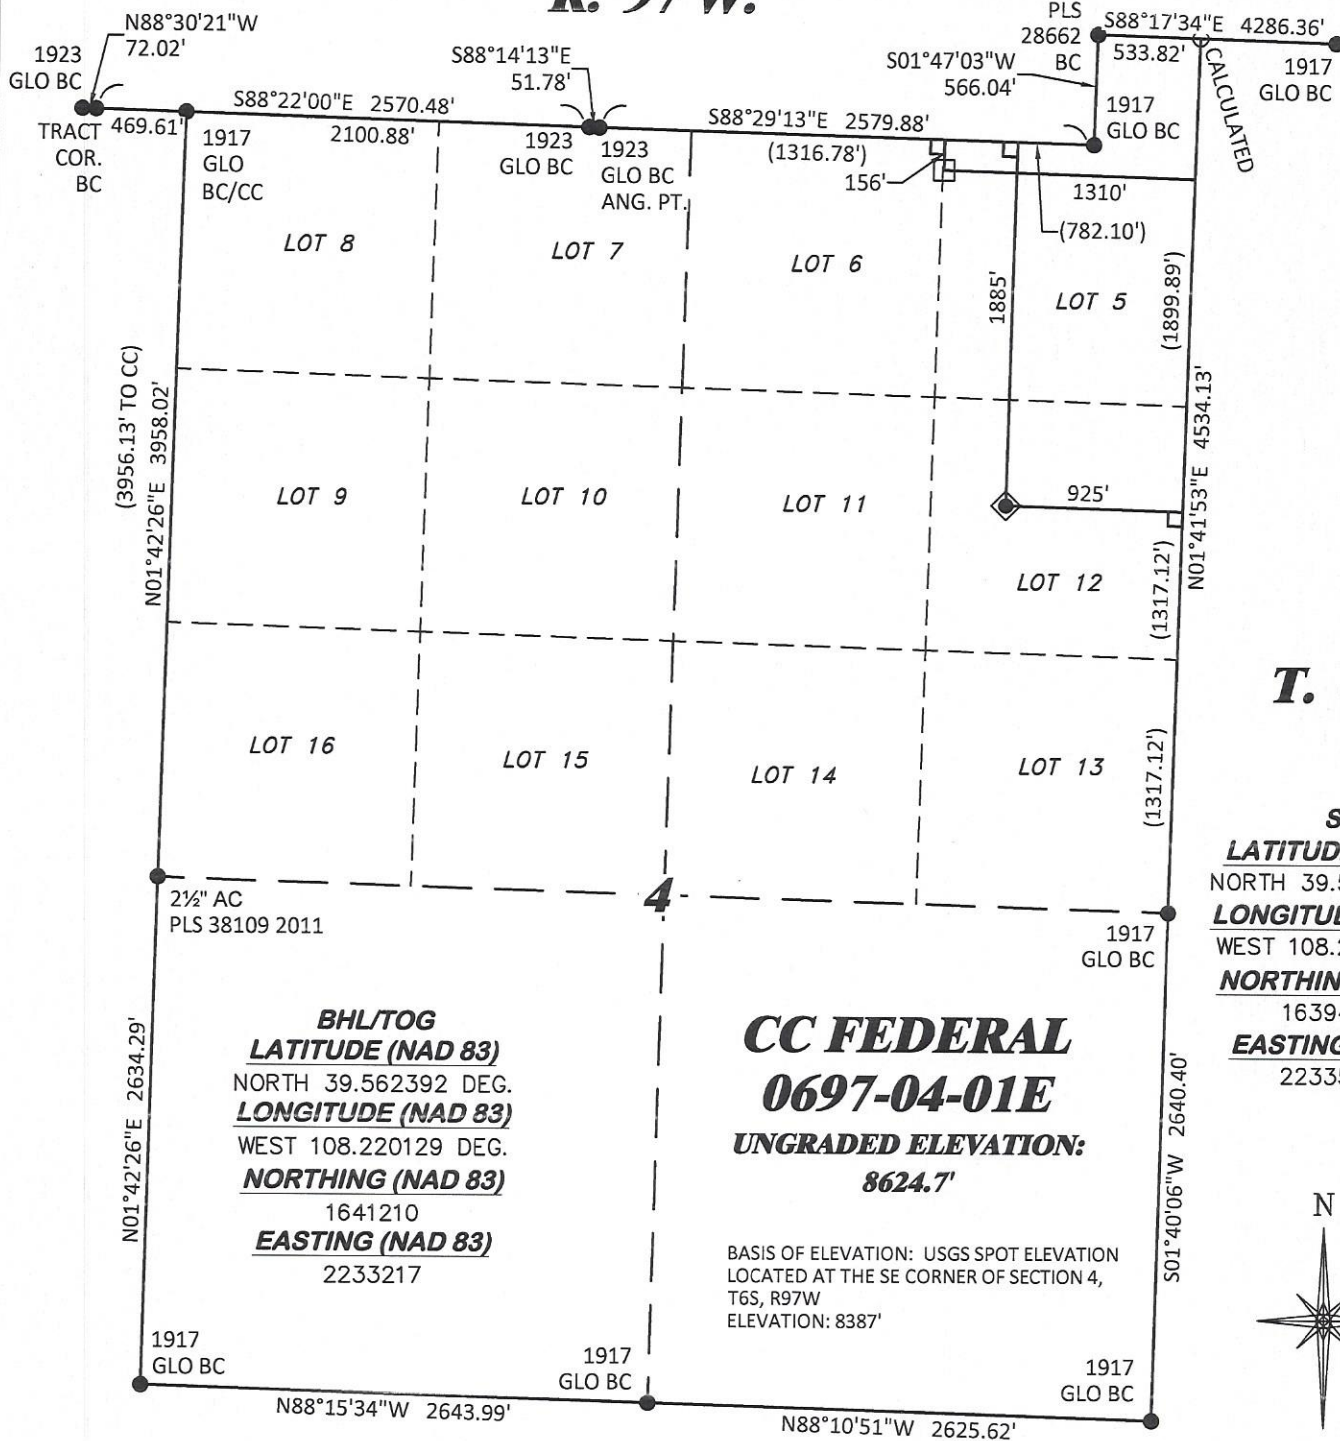 R. 97W.
N88°30'21"W
72.02'
1923
GLO BC
TRACT
COR.
BC
469.61'
S88°22'00"E 2570.48'
2100.88'
1917
GLO
BC/CC
S88°14'13"E
51.78'
1923
GLO BC
1923
GLO BC
ANG. PT.
S88°29'13"E 2579.88'
(1316.78')
156'
S01°47'03"W
566.04'
PLS
28662
BC
S88°17'34"E 4286.36'
533.82'
1917
GLO BC
1917
GLO BC
CALCULATED
1310'
(782.10')
LOT 8
LOT 7
LOT 6
LOT 5
1885'
(1899.89')
(3956.13' TO CC)
N01°42'26"E 3958.02'
N01°41'53"E 4534.13'
LOT 9
LOT 10
LOT 11
925'
LOT 12
(1317.12')
LOT 16
LOT 15
LOT 14
LOT 13
(1317.12')
T.
2½" AC
PLS 38109 2011
4
1917
GLO BC
S
LATITUD
NORTH 39.5
LONGITUD
WEST 108.2
NORTHIN
1639
EASTING
2233
BHL/TOG
LATITUDE (NAD 83)
NORTH 39.562392 DEG.
LONGITUDE (NAD 83)
WEST 108.220129 DEG.
NORTHING (NAD 83)
1641210
EASTING (NAD 83)
2233217
CC FEDERAL
0697-04-01E
UNGRADED ELEVATION:
8624.7'
BASIS OF ELEVATION: USGS SPOT ELEVATION
LOCATED AT THE SE CORNER OF SECTION 4,
T6S, R97W
ELEVATION: 8387'
N01°42'26"E 2634.29'
S01°40'06"W 2640.40'
N
1917
GLO BC
1917
GLO BC
1917
GLO BC
N88°15'34"W 2643.99'
N88°10'51"W 2625.62'